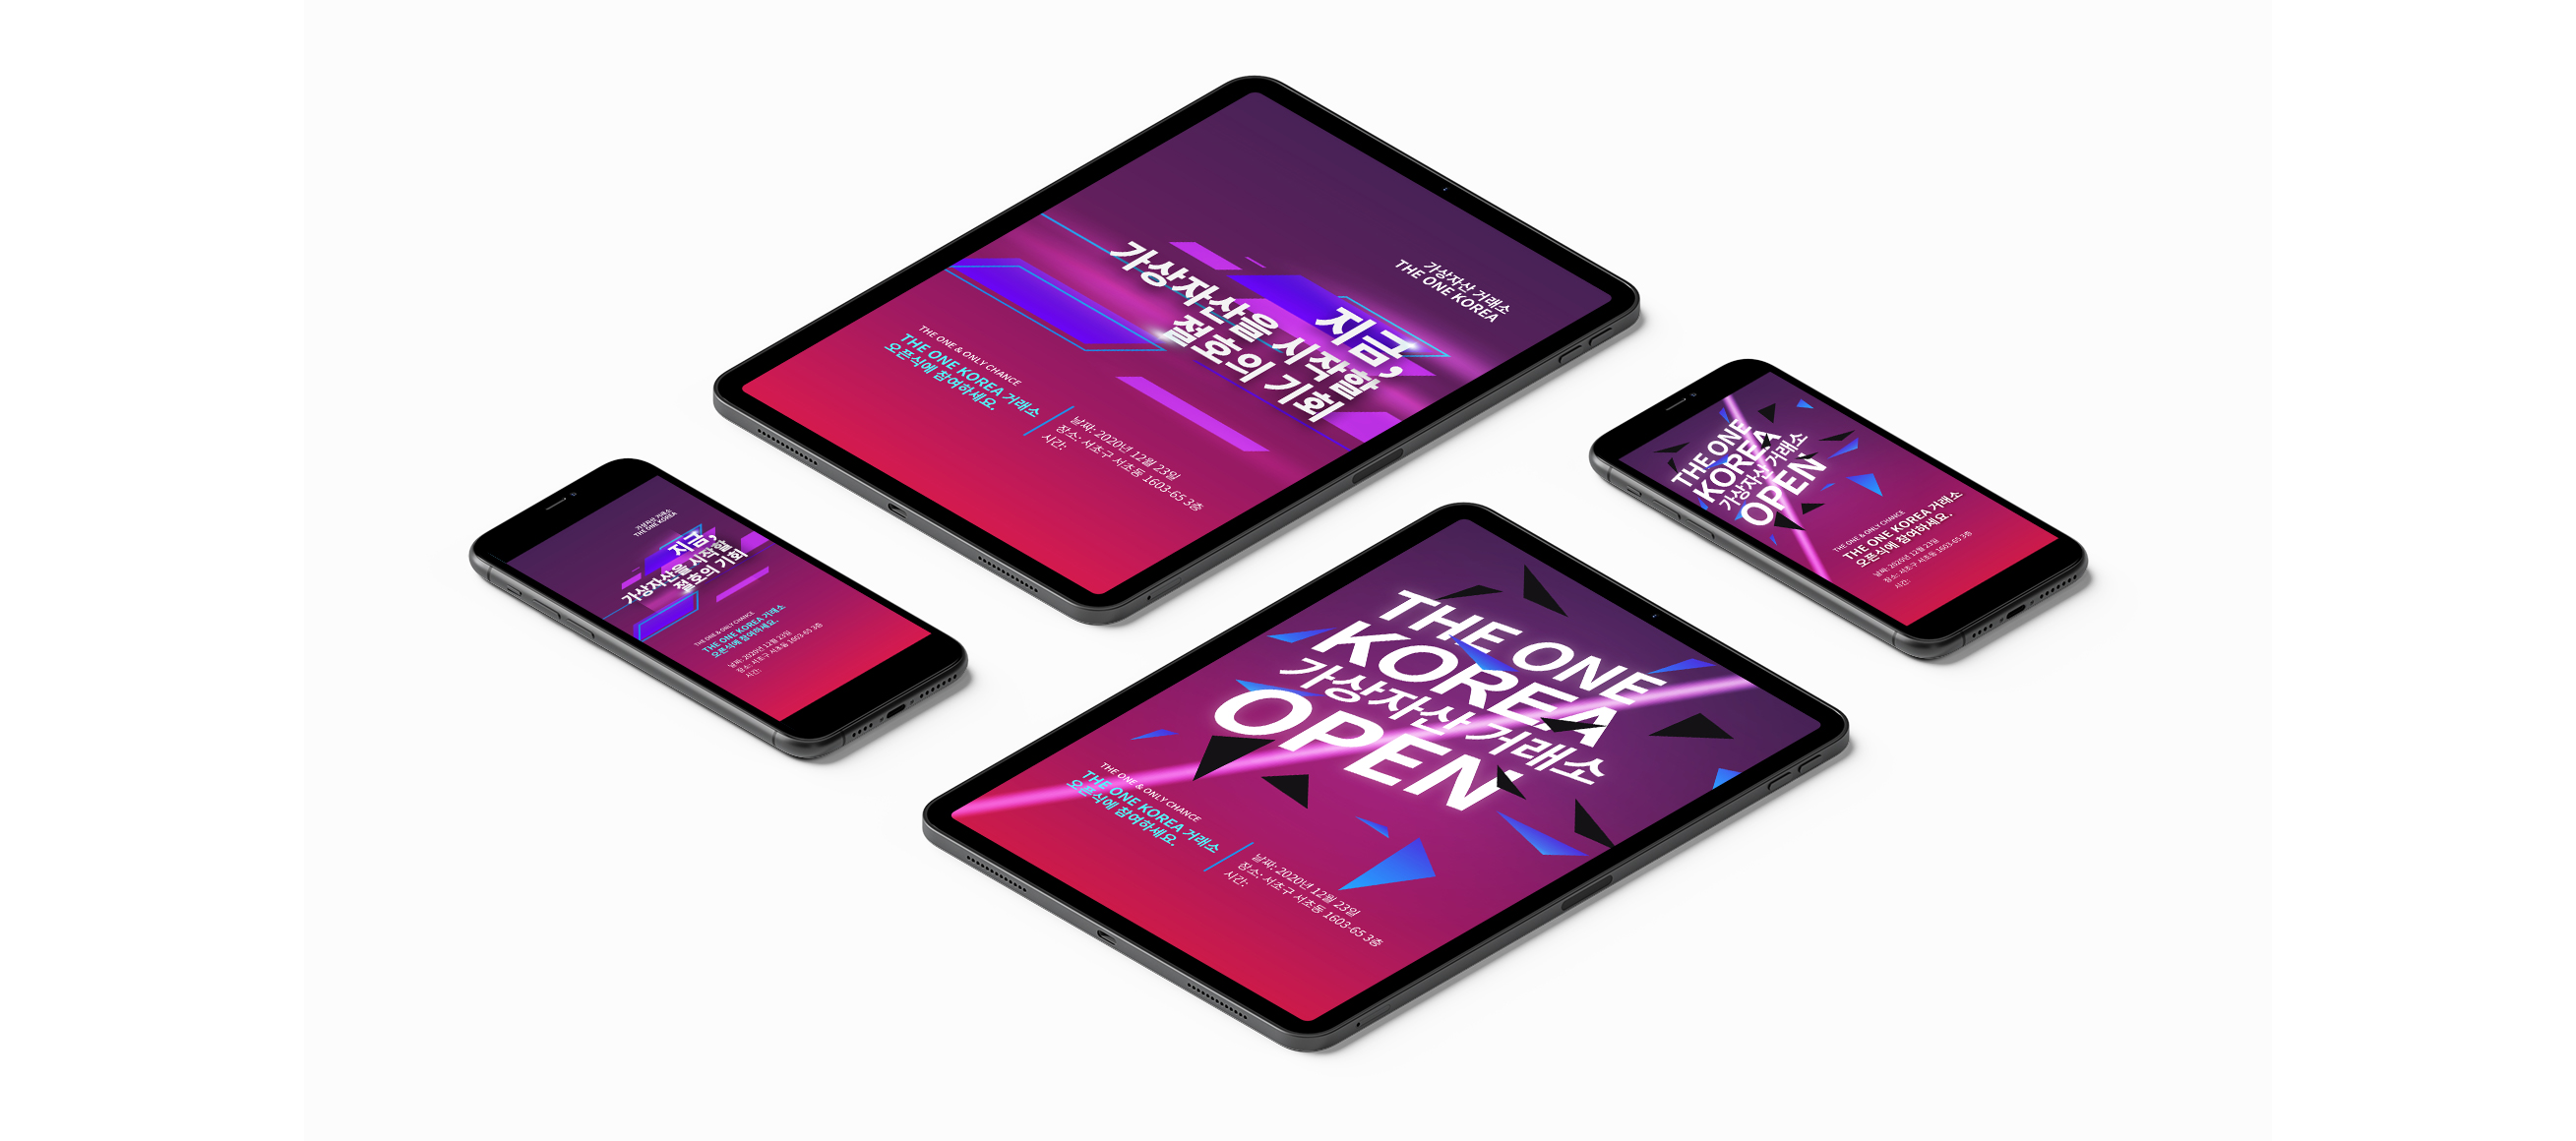 가상자산 거래소
THE ONE KOREA
지금,
가상자산을 시작할
절호의 기회
THE ONE & ONLY CHANCE
THE ONE KOREA 거래소
오픈식에 참여하세요.
날짜: 2020년 12월 23일
장소: 서초구 서초동 1603-65 3층
시간:
THE ONE
KOREA
가상자산 거래소
OPEN
THE ONE & ONLY CHANCE
THE ONE KOREA 거래소
오픈식에 참여하세요.
날짜: 2020년 12월 23일
장소: 서초구 서초동 1603-65 3층
시간:
가상자산 거래소
THE ONE KOREA
지금,
가상자산을 시작할
절호의 기회
THE ONE & ONLY CHANCE
THE ONE KOREA 거래소
오픈식에 참여하세요.
날짜: 2020년 12월 23일
장소: 서초구 서초동 1603-65 3층
시간:
THE ONE
KOREA
가상자산 거래소
OPEN
THE ONE & ONLY CHANCE
THE ONE KOREA 거래소
오픈식에 참여하세요.
날짜: 2020년 12월 23일
장소: 서초구 서초동 1603-65 3층
시간: